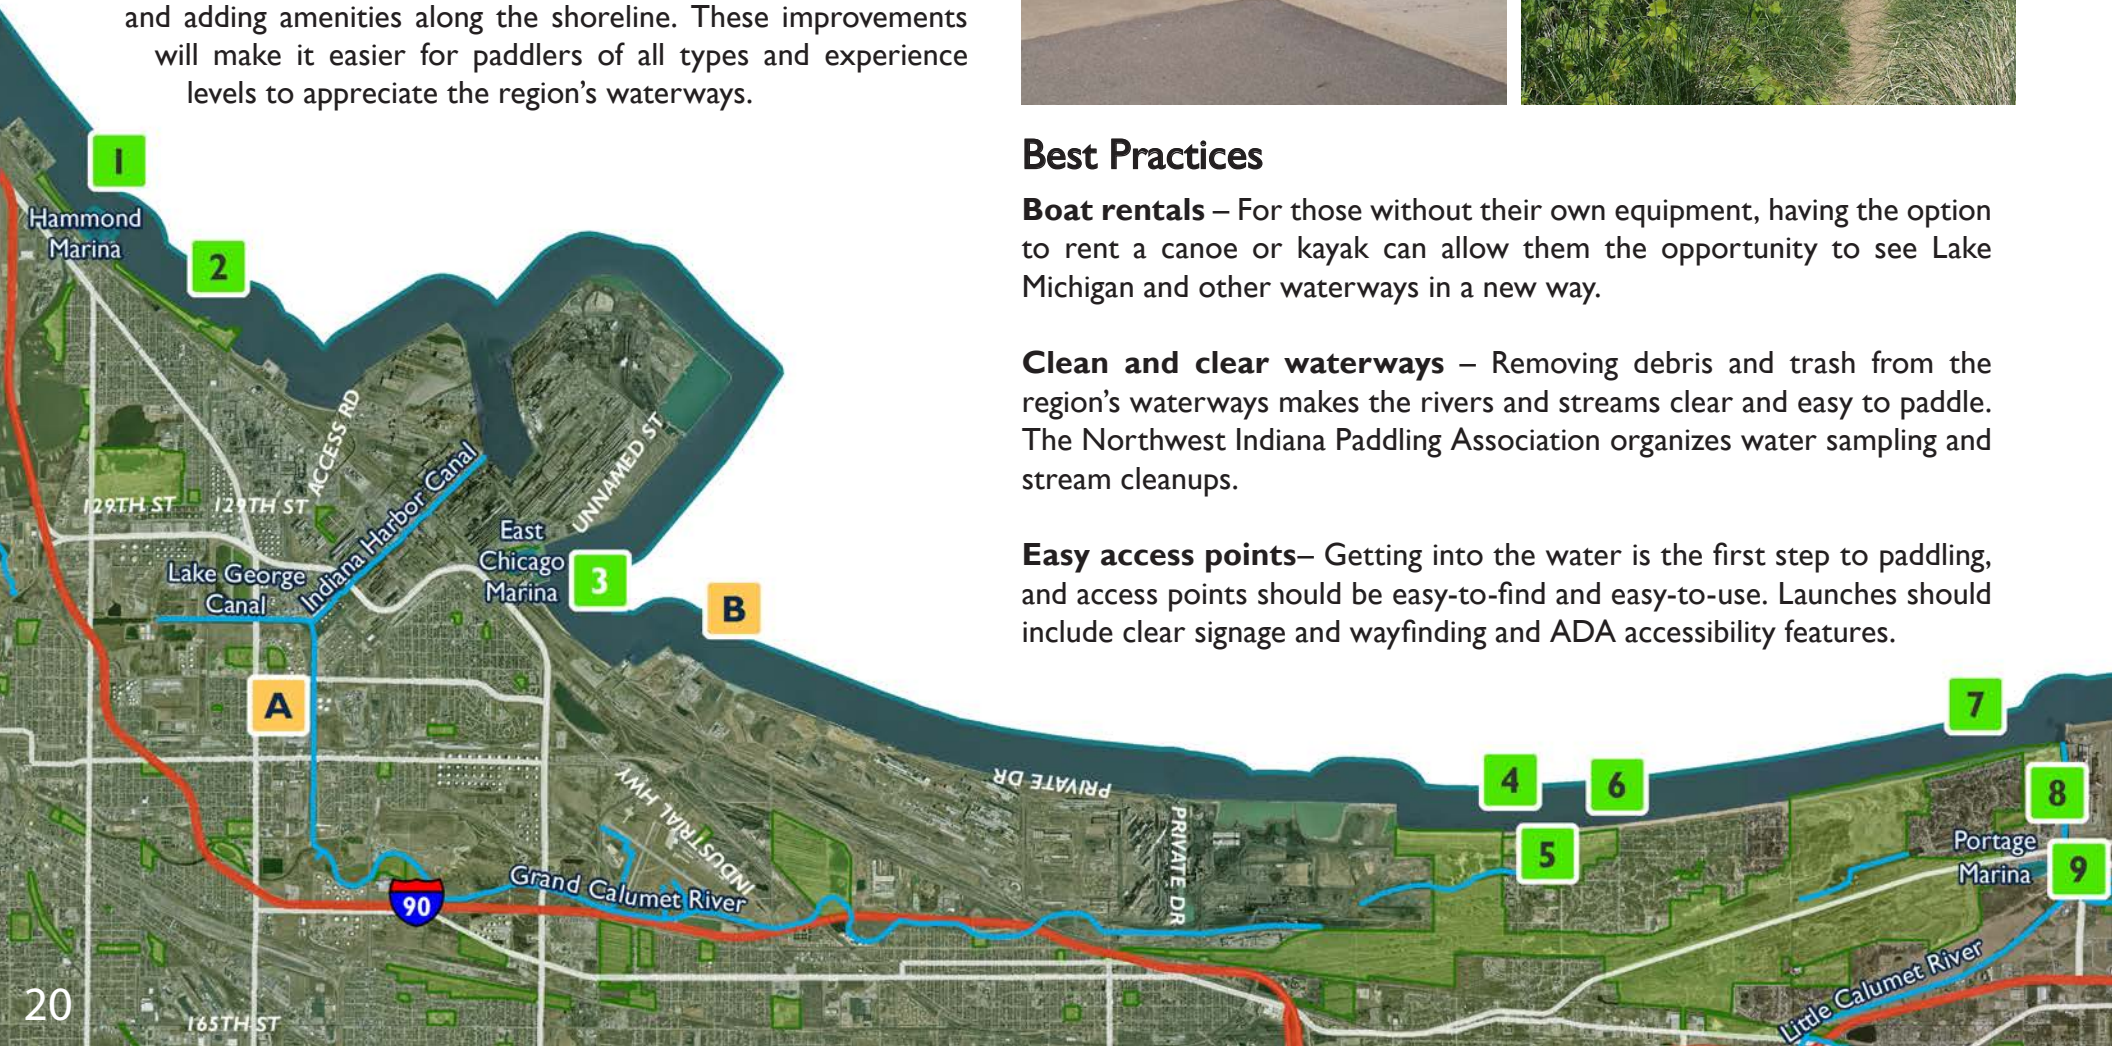 and adding amenities along the shoreline. These improvements
will make it easier for paddlers of all types and experience
levels to appreciate the region's waterways.
Best Practices
Boat rentals – For those without their own equipment, having the option
to rent a canoe or kayak can allow them the opportunity to see Lake
Michigan and other waterways in a new way.
Clean and clear waterways – Removing debris and trash from the
region's waterways makes the rivers and streams clear and easy to paddle.
The Northwest Indiana Paddling Association organizes water sampling and
stream cleanups.
Easy access points– Getting into the water is the first step to paddling,
and access points should be easy-to-find and easy-to-use. Launches should
include clear signage and wayfinding and ADA accessibility features.
1
Hammond
Marina
2
ACCESS RD
UNNAMED ST
129TH ST
129TH ST
Indiana Harbor Canal
East
Chicago
Marina
3
B
Lake George
Canal
A
7
4
6
8
5
Portage
Marina
9
PRIVATE DR
PRIVATE DR
INDUSTRIAL HWY
Grand Calumet River
90
Little Calumet River
165TH ST
20